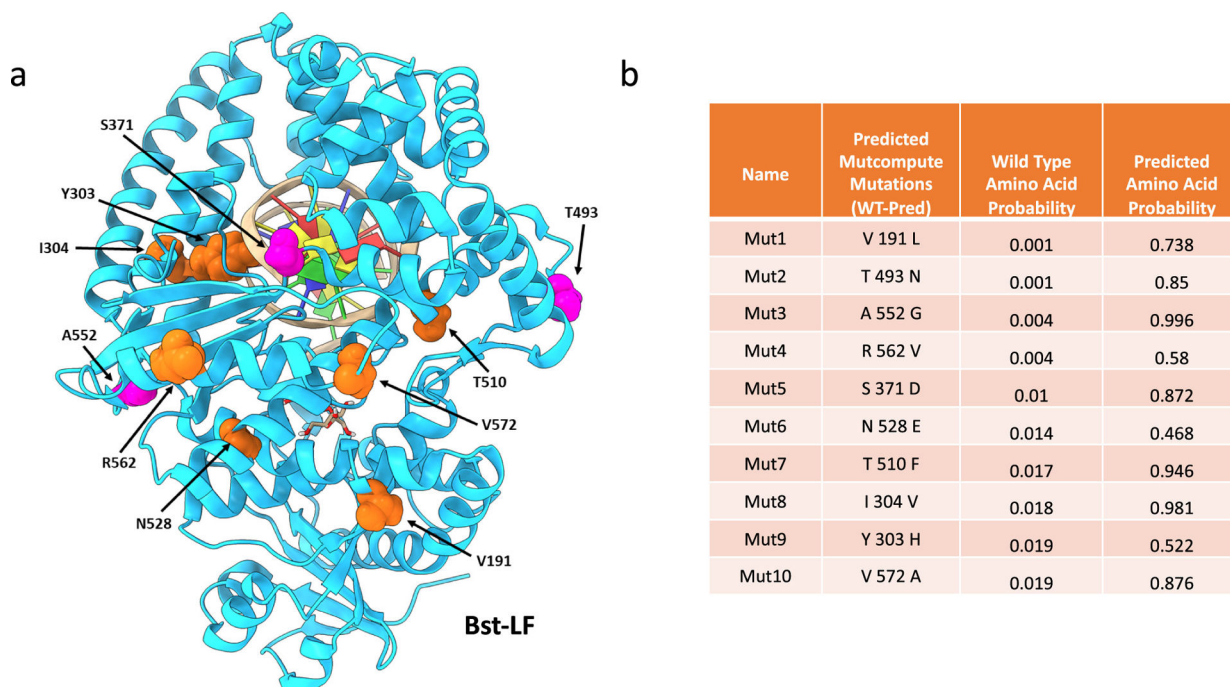 a
S371
Y303
I304
T493
A552
T510
V572
R562
N528
V191
Bst-LF
b
Name
Predicted
Mutcompute
Mutations
(WT-Pred)
Wild Type
Amino Acid
Probability
Predicted
Amino Acid
Probability
Mut1 V 191 L 0.001 0.738
Mut2 T 493 N 0.001 0.85
Mut3 A 552 G 0.004 0.996
Mut4 R 562 V 0.004 0.58
Mut5 S 371 D 0.01 0.872
Mut6 N 528 E 0.014 0.468
Mut7 T 510 F 0.017 0.946
Mut8 I 304 V 0.018 0.981
Mut9 Y 303 H 0.019 0.522
Mut10 V 572 A 0.019 0.876